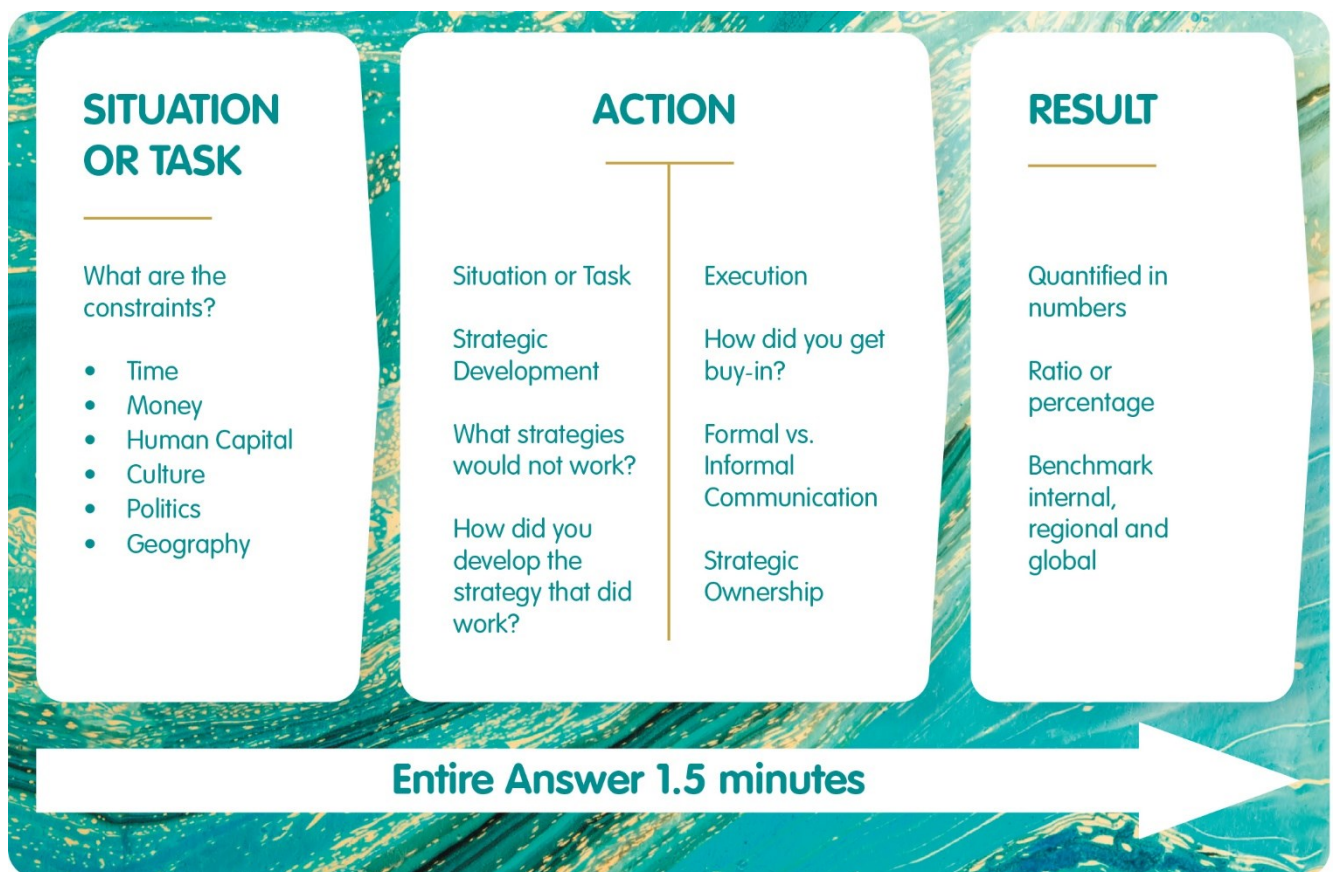 SITUATION
OR TASK
What are the
constraints?
• Time
• Money
• Human Capital
• Culture
• Politics
• Geography
ACTION
Situation or Task
Strategic
Development
What strategies
would not work?
How did you
develop the
strategy that did
work?
Execution
How did you get
buy-in?
Formal vs.
Informal
Communication
Strategic
Ownership
RESULT
Quantified in
numbers
Ratio or
percentage
Benchmark
internal,
regional and
global
Entire Answer 1.5 minutes